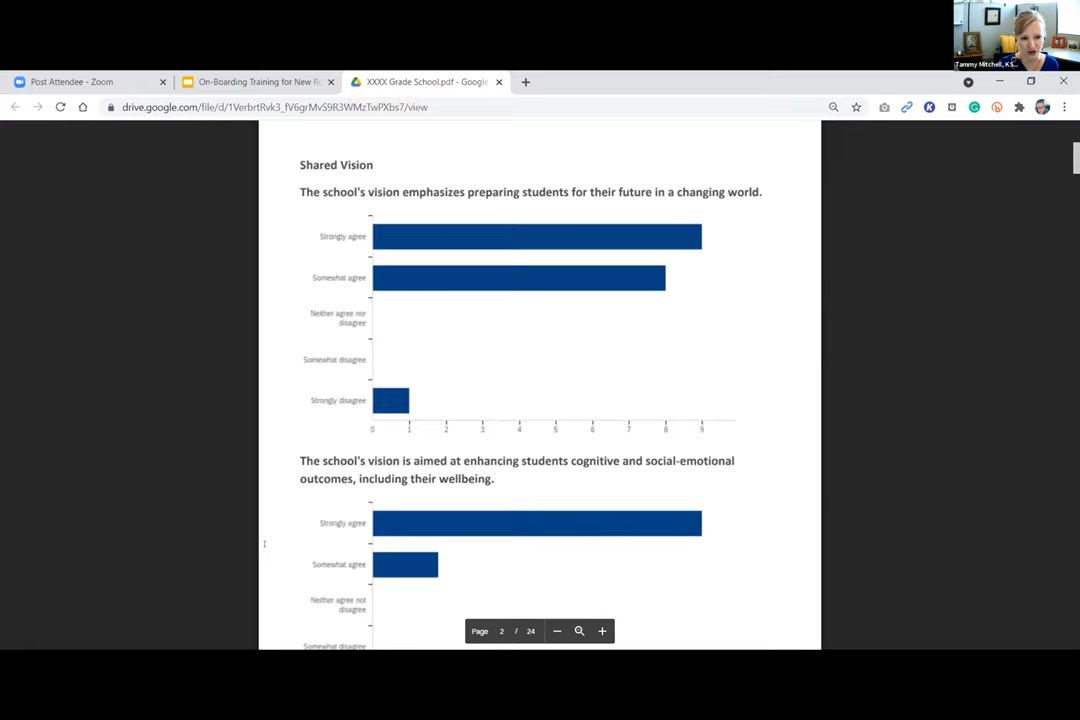 Tammy Mitchell, KS...
Post Attendee - Zoom
On-Boarding Training for New R
XXXX Grade School.pdf - Google
drive.google.com/file/d/1VerbrtRvk3_fV6grMvS9R3WMzTwPXbs7/view
Shared Vision
The school's vision emphasizes preparing students for their future in a changing world.
Strongly agree
Somewhat agree
Neither agree nor
disagree
Somewhat disagree
Strongly disagree
0 1 2 3 4 5 6 7 8 9
The school's vision is aimed at enhancing students cognitive and social-emotional
outcomes, including their wellbeing.
Strongly agree
Somewhat agree
Neither agree not
disagree
Somewhat disagree
Page 2 / 24